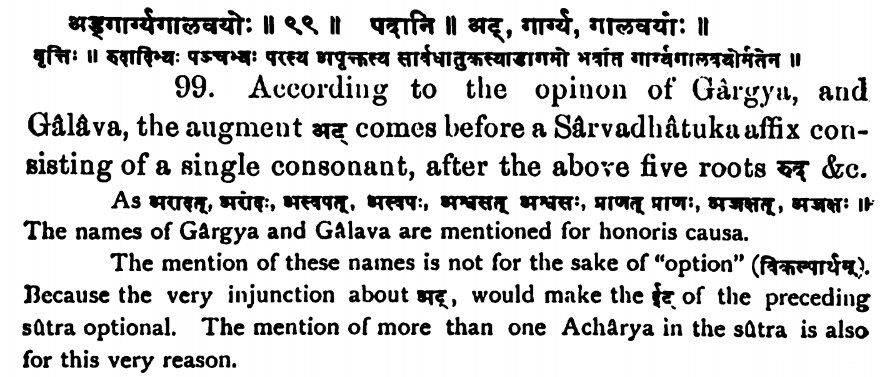 अड्गार्ग्यगालवयोः ॥ ९९ ॥ पदानि ॥ अट्, गार्ग्य, गालवयोः ॥
वृत्तिः ॥ रुदादिभ्यः पञ्चभ्यः परस्य अपृक्तस्य सार्वधातुकस्याडागमो भवति गार्ग्यगालवयोर्मतेन ॥
99. According to the opinon of Gârgya, and
Gâlâva, the augment अट् comes before a Sârvadhâtuka affix con-
sisting of a single consonant, after the above five roots रुद &c.
As अरोदत्, अरोदः, अस्वपत्, अस्वपः, अश्वसत् अश्वसः, प्राणत् प्राणः, अजक्षत्, अजक्षः ॥
The names of Gârgya and Gâlava are mentioned for honoris causa.
The mention of these names is not for the sake of "option" (विकल्पार्थम्).
Because the very injunction about अट्, would make the ईट् of the preceding
sûtra optional. The mention of more than one Achârya in the sûtra is also
for this very reason.